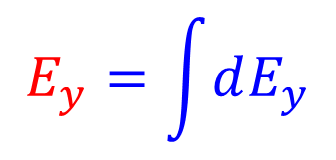 E_y = ∫ dE_y